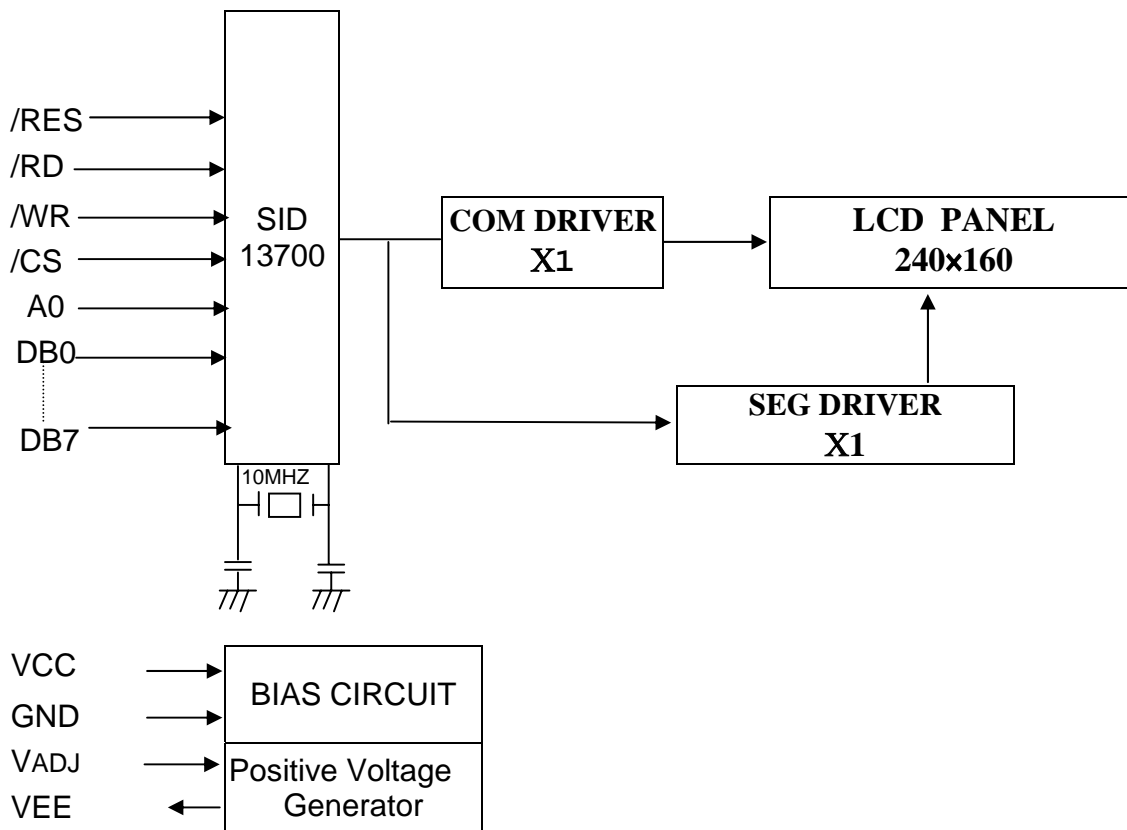 /RES
/RD
/WR
/CS
A0
DB0
DB7
SID
13700
10MHZ
COM DRIVER
X1
LCD PANEL
240×160
SEG DRIVER
X1
VCC
GND
VADJ
VEE
BIAS CIRCUIT
Positive Voltage
Generator